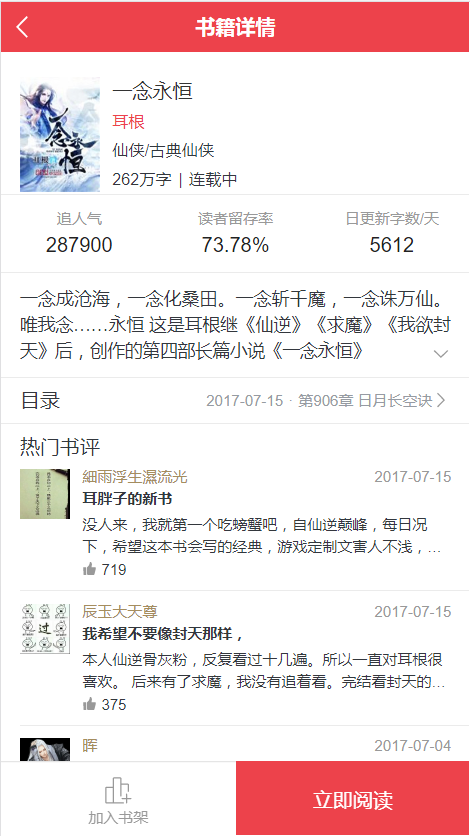 书籍详情
一念永恒
一念永恒
耳根
耳根
仙侠/古典仙侠
262万字 | 连载中
追人气
读者留存率
日更新字数/天
287900
73.78%
5612
一念成沧海，一念化桑田。一念斩千魔，一念诛万仙。
唯我念……永恒 这是耳根继《仙逆》《求魔》《我欲封
天》后，创作的第四部长篇小说《一念永恒》
目录
2017-07-15 · 第906章 日月长空诀
热门书评
細雨浮生濕流光
2017-07-15
耳胖子的新书
没人来，我就第一个吃螃蟹吧，自仙逆巅峰，每日况
下，希望这本书会写的经典，游戏定制文害人不浅，…
719
辰玉大天尊
2017-07-15
我希望不要像封天那样，
过
本人仙逆骨灰粉，反复看过十几遍。所以一直对耳根很
喜欢。 后来有了求魔，我没有追着看。完结看封天的…
375
晖
2017-07-04
加入书架
立即阅读